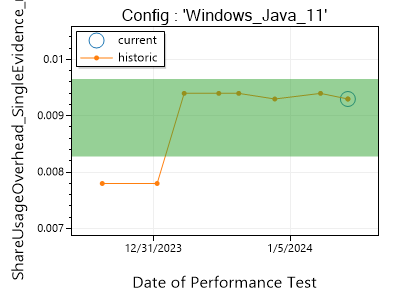 Config : 'Windows_Java_11'
ShareUsageOverhead_SingleEvidence_
current
historic
0.01
0.009
0.008
0.007
12/31/2023
1/5/2024
Date of Performance Test